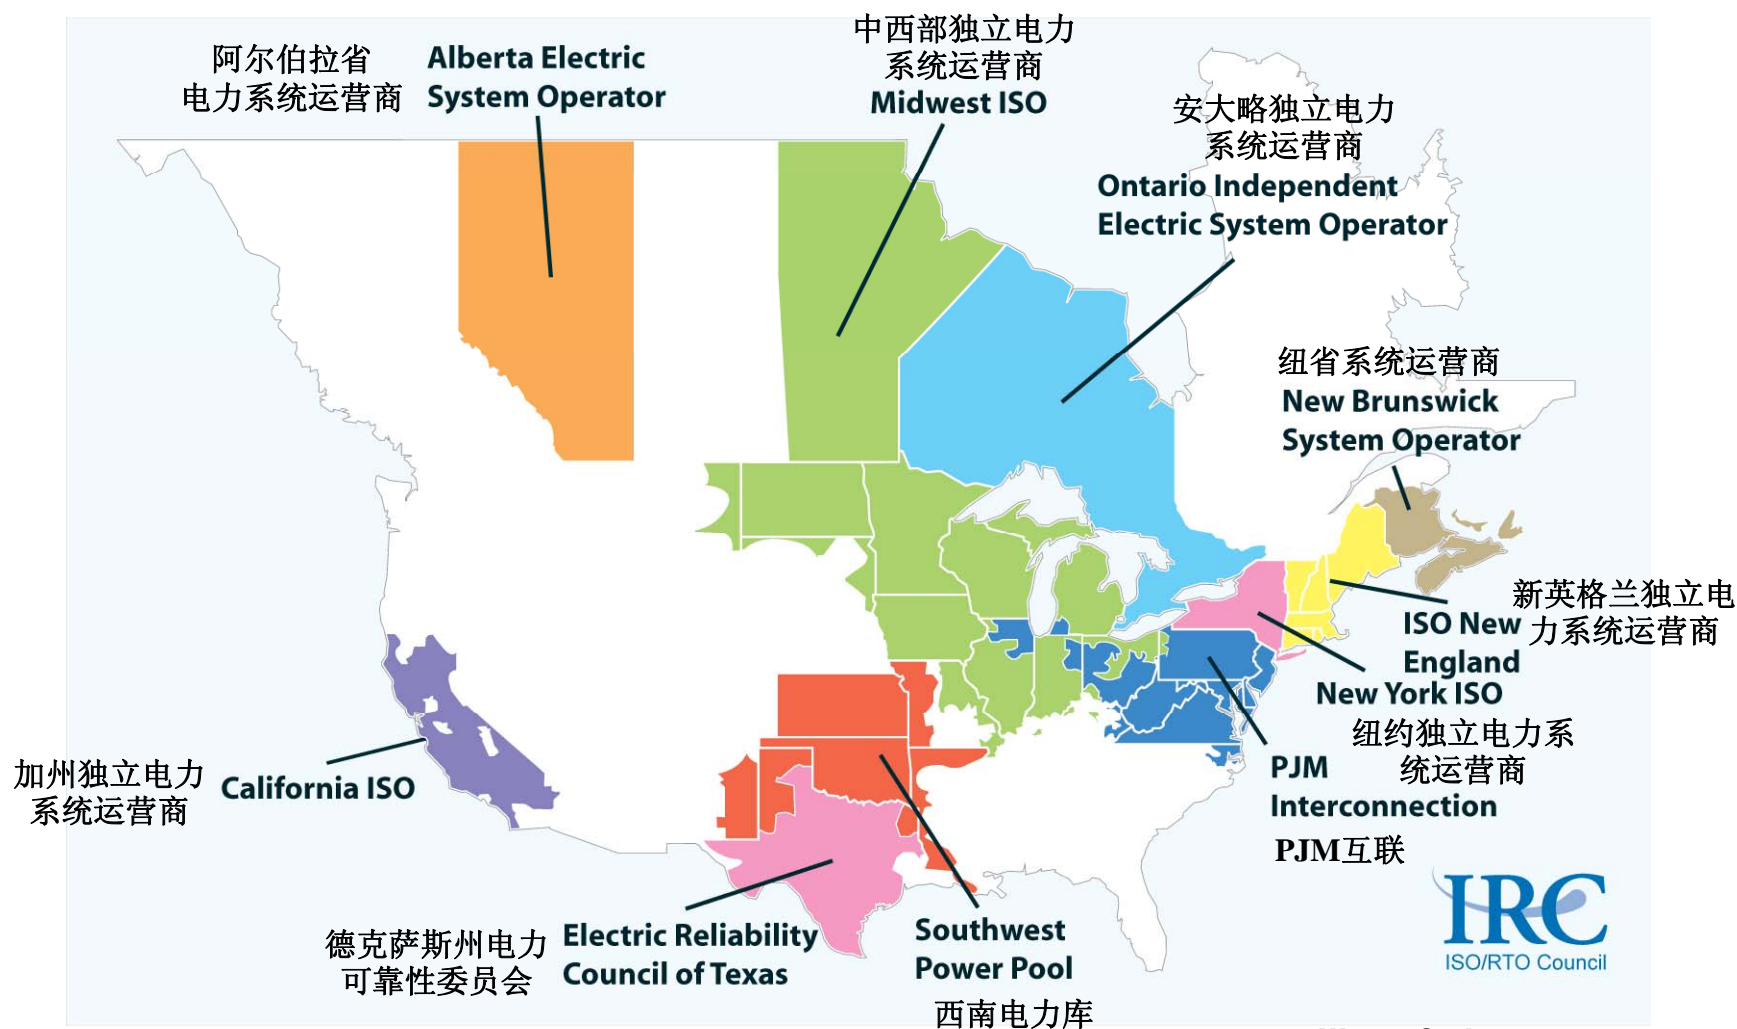 阿尔伯拉省
电力系统运营商
Alberta Electric
System Operator
中西部独立电力
系统运营商
Midwest ISO
安大略独立电力
系统运营商
Ontario Independent
Electric System Operator
纽省系统运营商
New Brunswick
System Operator
新英格兰独立电
力系统运营商
ISO New
England
New York ISO
纽约独立电力系
统运营商
PJM
Interconnection
PJM互联
加州独立电力
系统运营商
California ISO
德克萨斯州电力
可靠性委员会
Electric Reliability
Council of Texas
Southwest
Power Pool
西南电力库
IRC
ISO/RTO Council